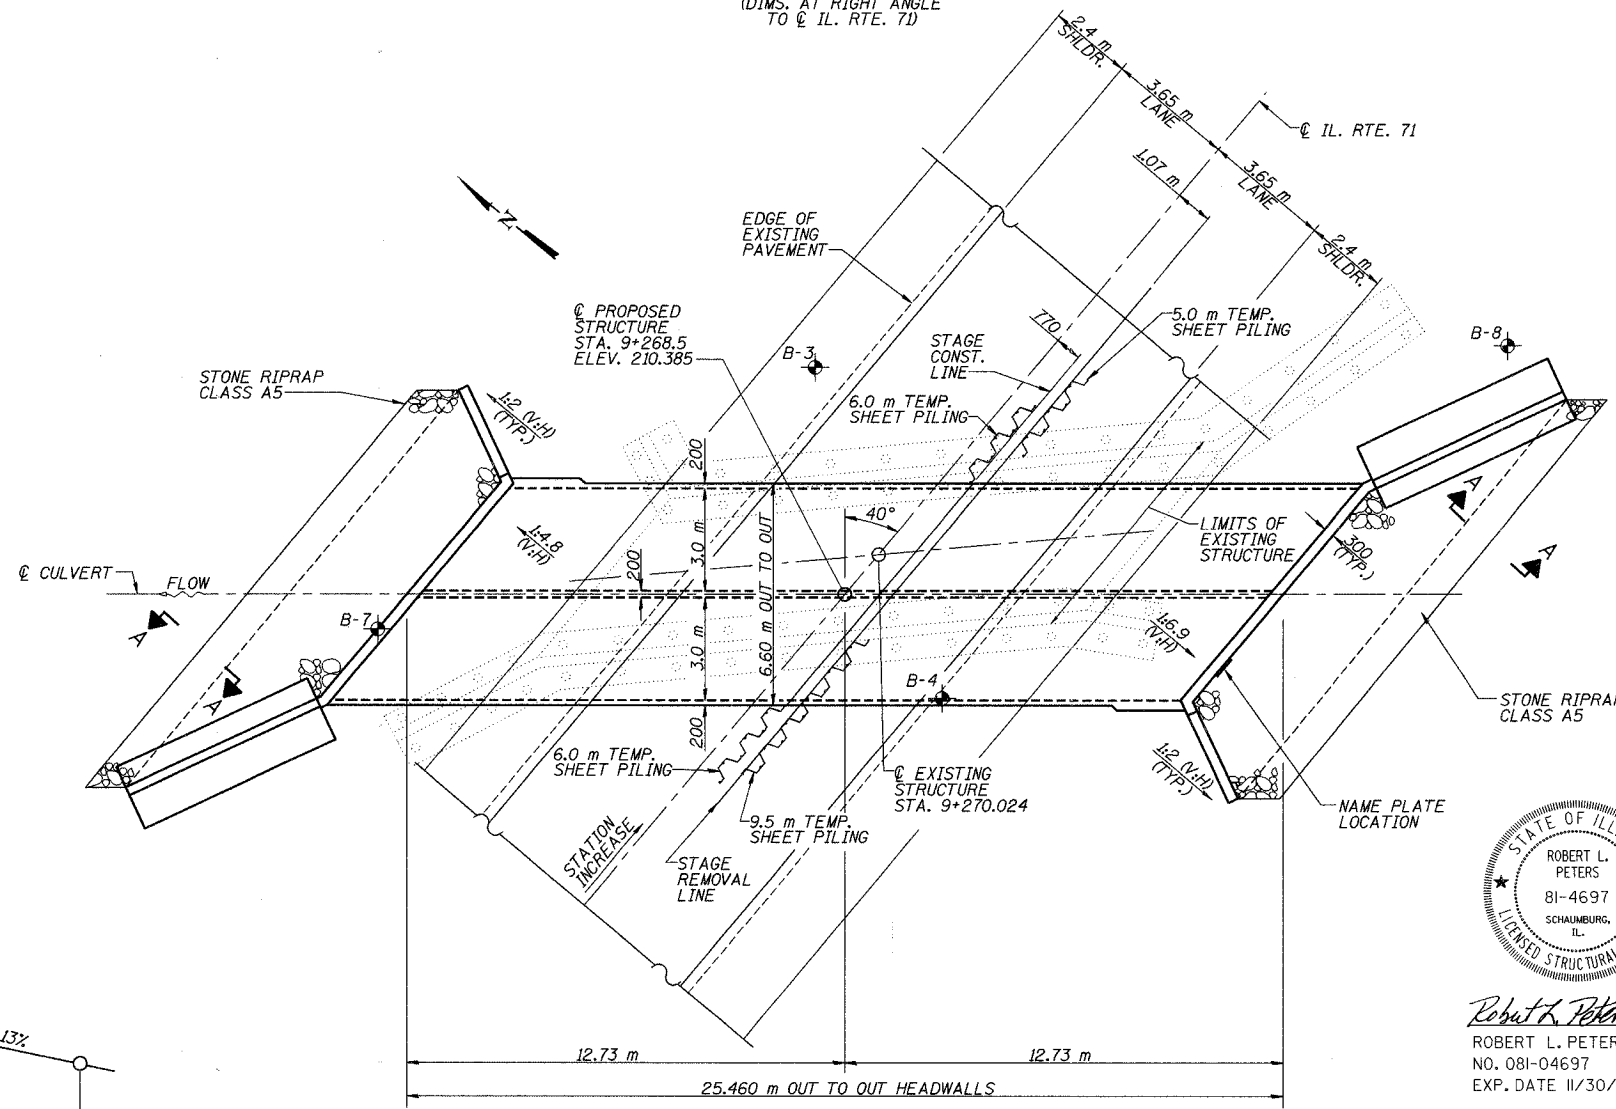 (DIMS. AT RIGHT ANGLE
TO ℄ IL. RTE. 71)
2.4 m
SHLDR.
3.65 m
LANE
℄ IL. RTE. 71
1.07 m
3.65 m
LANE
2.4 m
SHLDR.
N
EDGE OF
EXISTING
PAVEMENT
℄ PROPOSED
STRUCTURE
STA. 9+268.5
ELEV. 210.385
B-3
770
5.0 m TEMP.
SHEET PILING
STAGE
CONST.
LINE
B-8
STONE RIPRAP
CLASS A5
1:2 (V:H)
(TYP.)
6.0 m TEMP.
SHEET PILING
200
40°
A
LIMITS OF
EXISTING
STRUCTURE
300
(TYP.)
1:4.8
(V:H)
3.0 m
200
6.60 m OUT TO OUT
A
℄ CULVERT
FLOW
A
B-7
1:6.9
(V:H)
3.0 m
B-4
A
STONE RIPRAP
CLASS A5
200
6.0 m TEMP.
SHEET PILING
℄ EXISTING
STRUCTURE
STA. 9+270.024
1:2 (V:H)
(TYP.)
NAME PLATE
LOCATION
9.5 m TEMP.
SHEET PILING
STATION
INCREASE
STAGE
REMOVAL
LINE
STATE OF ILL
ROBERT L.
PETERS
81-4697
SCHAUMBURG,
IL.
LICENSED STRUCTURAL
Robert L. Peter
ROBERT L. PETER
NO. 081-04697
EXP. DATE 11/30/
13%
12.73 m
12.73 m
25.460 m OUT TO OUT HEADWALLS